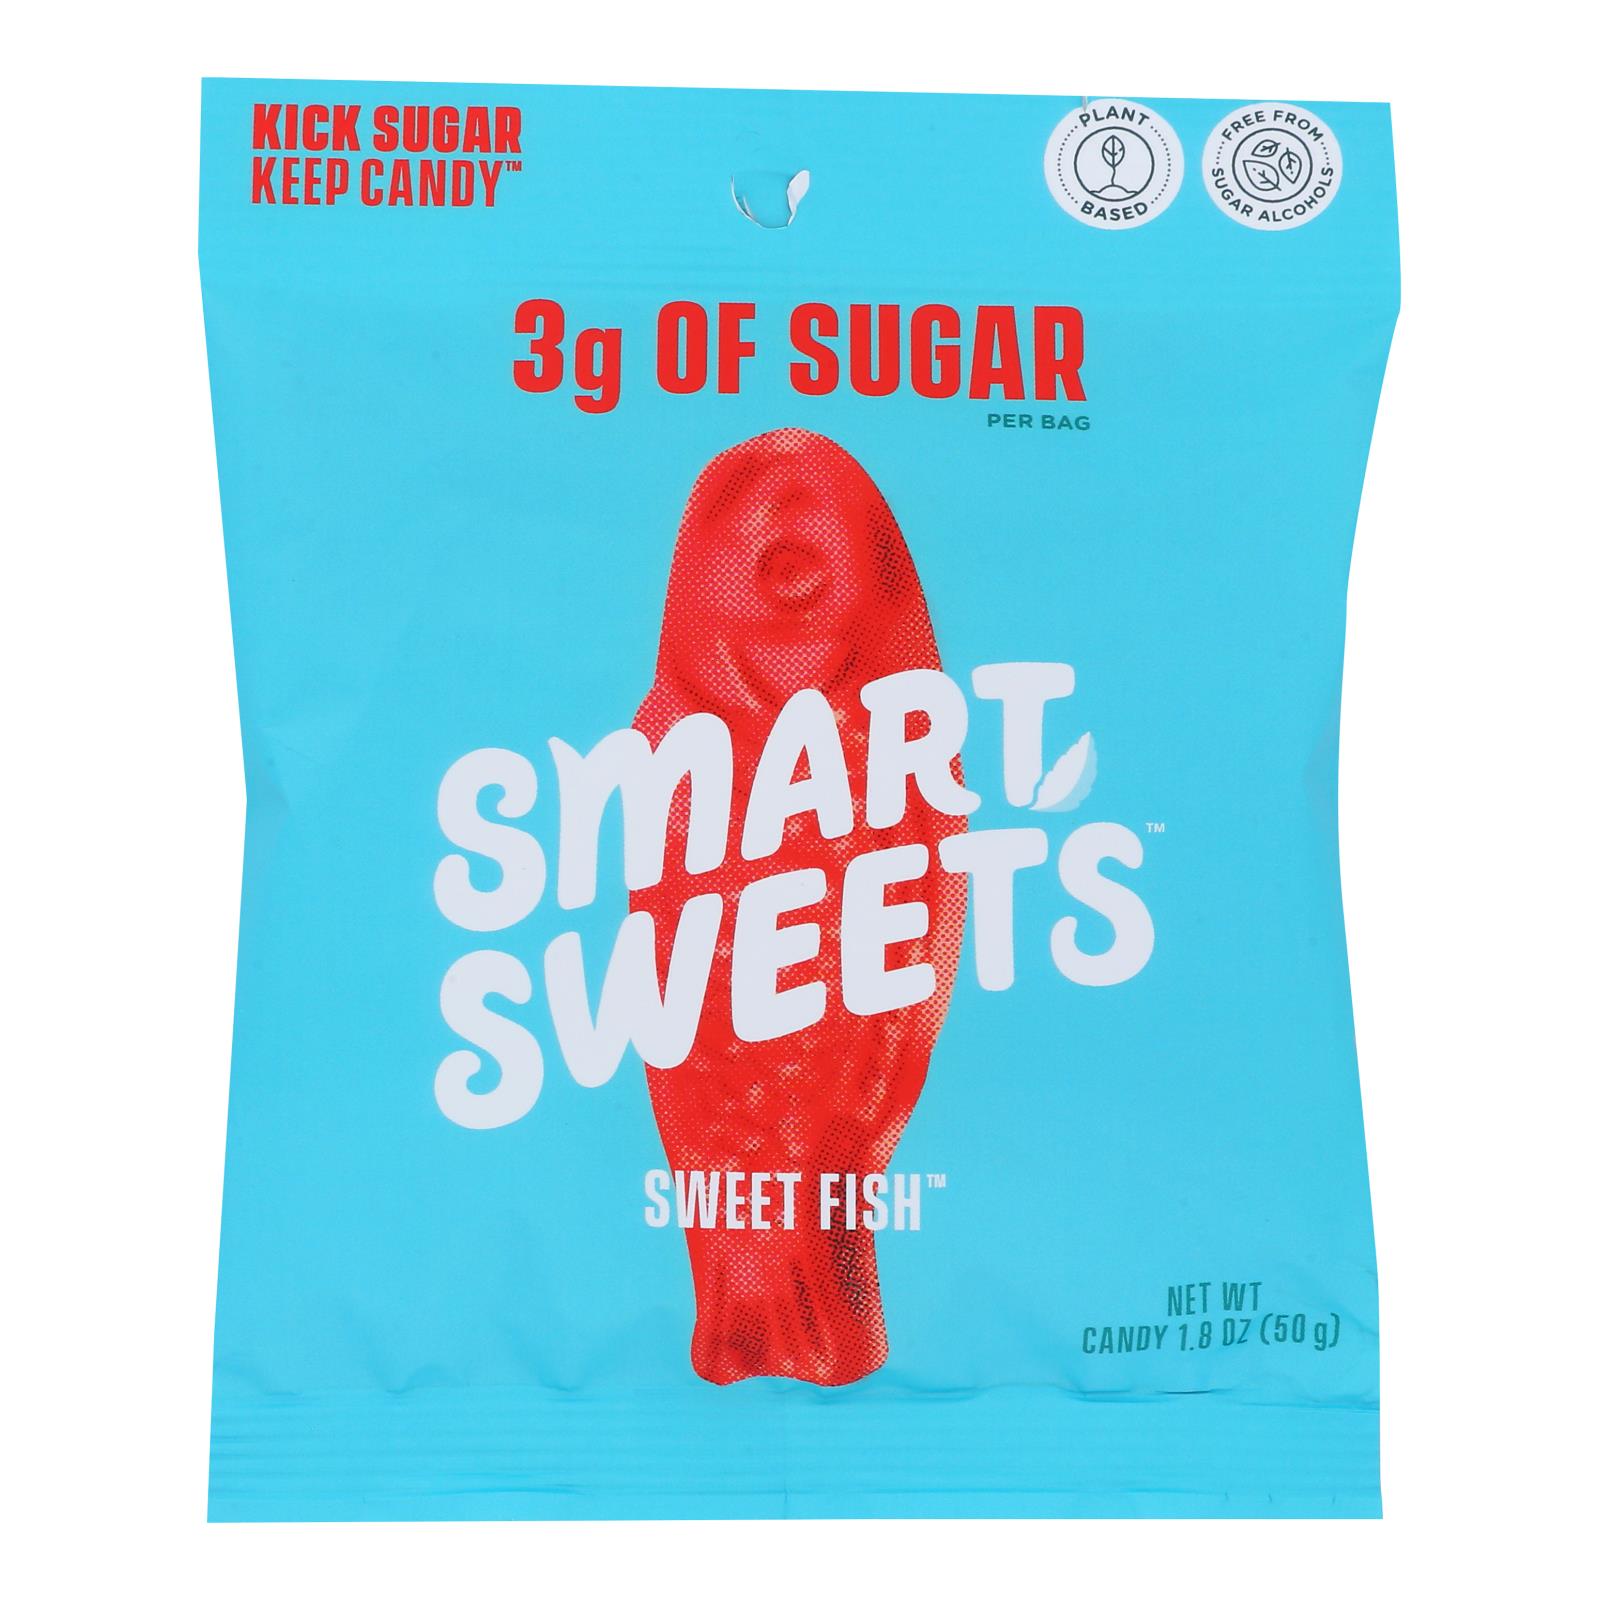 KICK SUGAR
KEEP CANDY™
PLANT
BASED
FREE FROM
SUGAR ALCOHOLS
3g OF SUGAR
PER BAG
SMART
SWEETS™
SWEET FISH™
NET WT
CANDY 1.8 OZ (50 g)